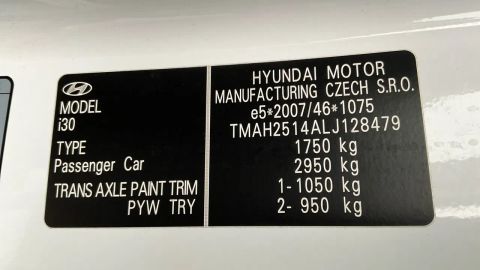 MODEL
i30
TYPE
Passenger Car
TRANS AXLE PAINT TRIM
PYW TRY
HYUNDAI MOTOR
MANUFACTURING CZECH S.R.O.
e5*2007/46*1075
TMAH2514ALJ128479
1750 kg
2950 kg
1-1050 kg
2- 950 kg